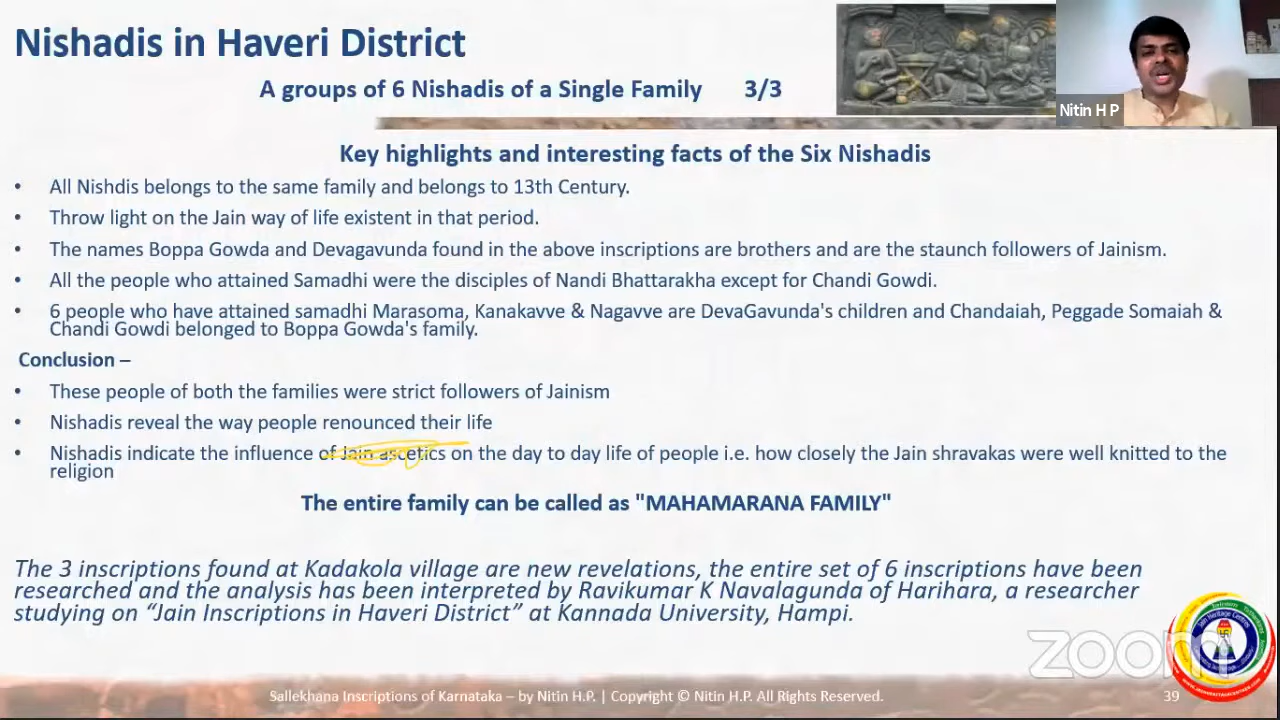 Nishadis in Haveri District
A groups of 6 Nishadis of a Single Family 3/3
Nitin H P
Key highlights and interesting facts of the Six Nishadis
• All Nishdis belongs to the same family and belongs to 13th Century.
• Throw light on the Jain way of life existent in that period.
• The names Boppa Gowda and Devagavunda found in the above inscriptions are brothers and are the staunch followers of Jainism.
• All the people who attained Samadhi were the disciples of Nandi Bhattarakha except for Chandi Gowdi.
• 6 people who have attained samadhi Marasoma, Kanakavve & Nagavve are DevaGavunda's children and Chandaiah, Peggade Somaiah &
Chandi Gowdi belonged to Boppa Gowda's family.
Conclusion –
• These people of both the families were strict followers of Jainism
• Nishadis reveal the way people renounced their life
• Nishadis indicate the influence of Jain ascetics on the day to day life of people i.e. how closely the Jain shravakas were well knitted to the
religion
The entire family can be called as "MAHAMARANA FAMILY"
The 3 inscriptions found at Kadakola village are new revelations, the entire set of 6 inscriptions have been
researched and the analysis has been interpreted by Ravikumar K Navalagunda of Harihara, a researcher
studying on “Jain Inscriptions in Haveri District” at Kannada University, Hampi.
zoom
Jain Heritage Centres
Sallekhana Inscriptions of Karnataka – by Nitin H.P. | Copyright © Nitin H.P. All Rights Reserved.
39